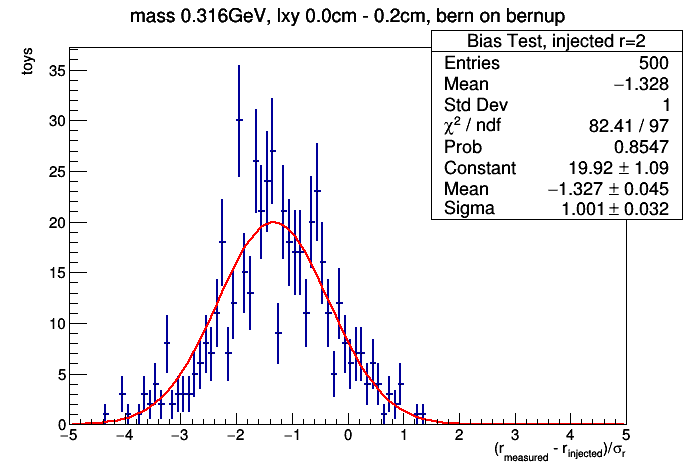 mass 0.316GeV, lxy 0.0cm - 0.2cm, bern on bernup
Bias Test, injected r=2
Entries 500
Mean −1.328
Std Dev 1
χ² / ndf 82.41 / 97
Prob 0.8547
Constant 19.92 ± 1.09
Mean −1.327 ± 0.045
Sigma 1.001 ± 0.032
toys
35
30
25
20
15
10
5
0
−5 −4 −3 −2 −1 0 1 2 3 4 5
(r_measured - r_injected)/σ_r